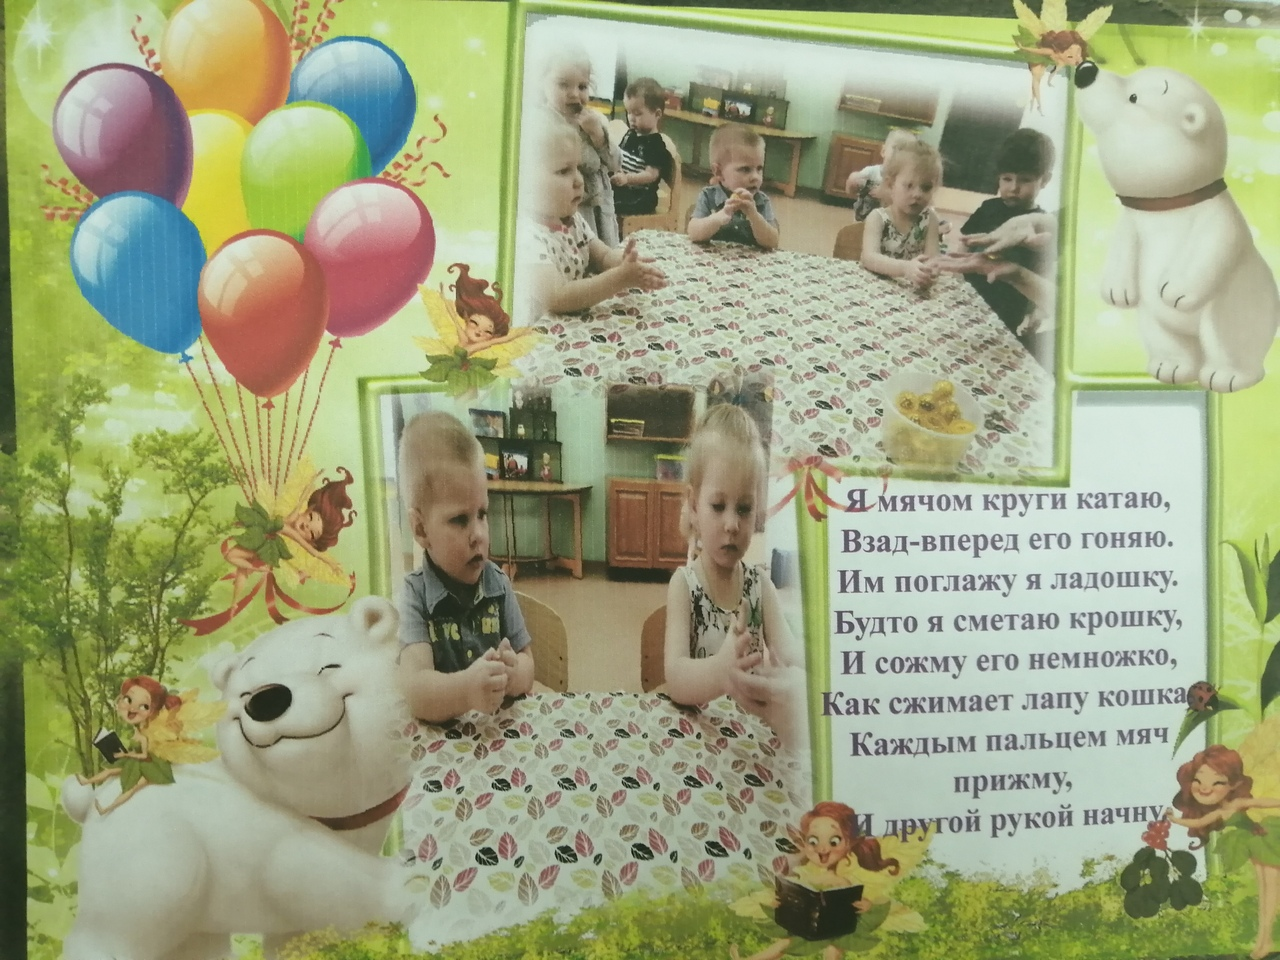 Я мячом круги катаю,
Взад-вперед его гоняю.
Им поглажу я ладошку.
Будто я сметаю крошку,
И сожму его немножко,
Как сжимает лапу кошка
Каждым пальцем мяч
прижму,
И другой рукой начну.